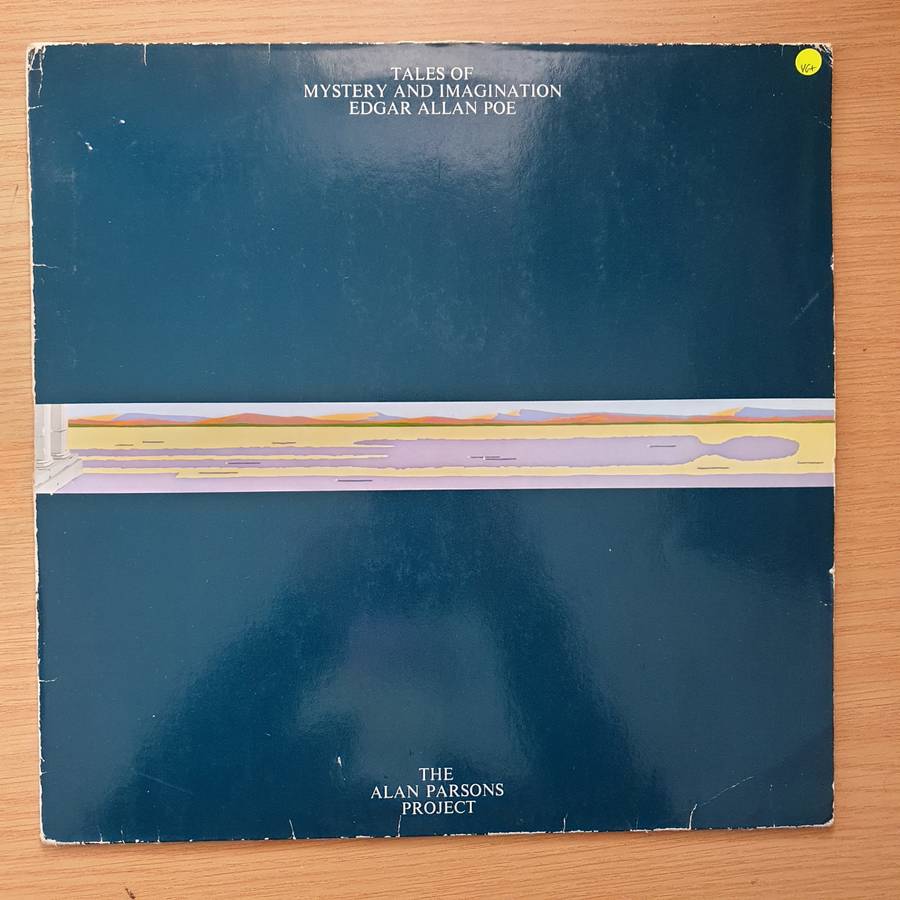 TALES OF
MYSTERY AND IMAGINATION
EDGAR ALLAN POE
VG+
THE
ALAN PARSONS
PROJECT